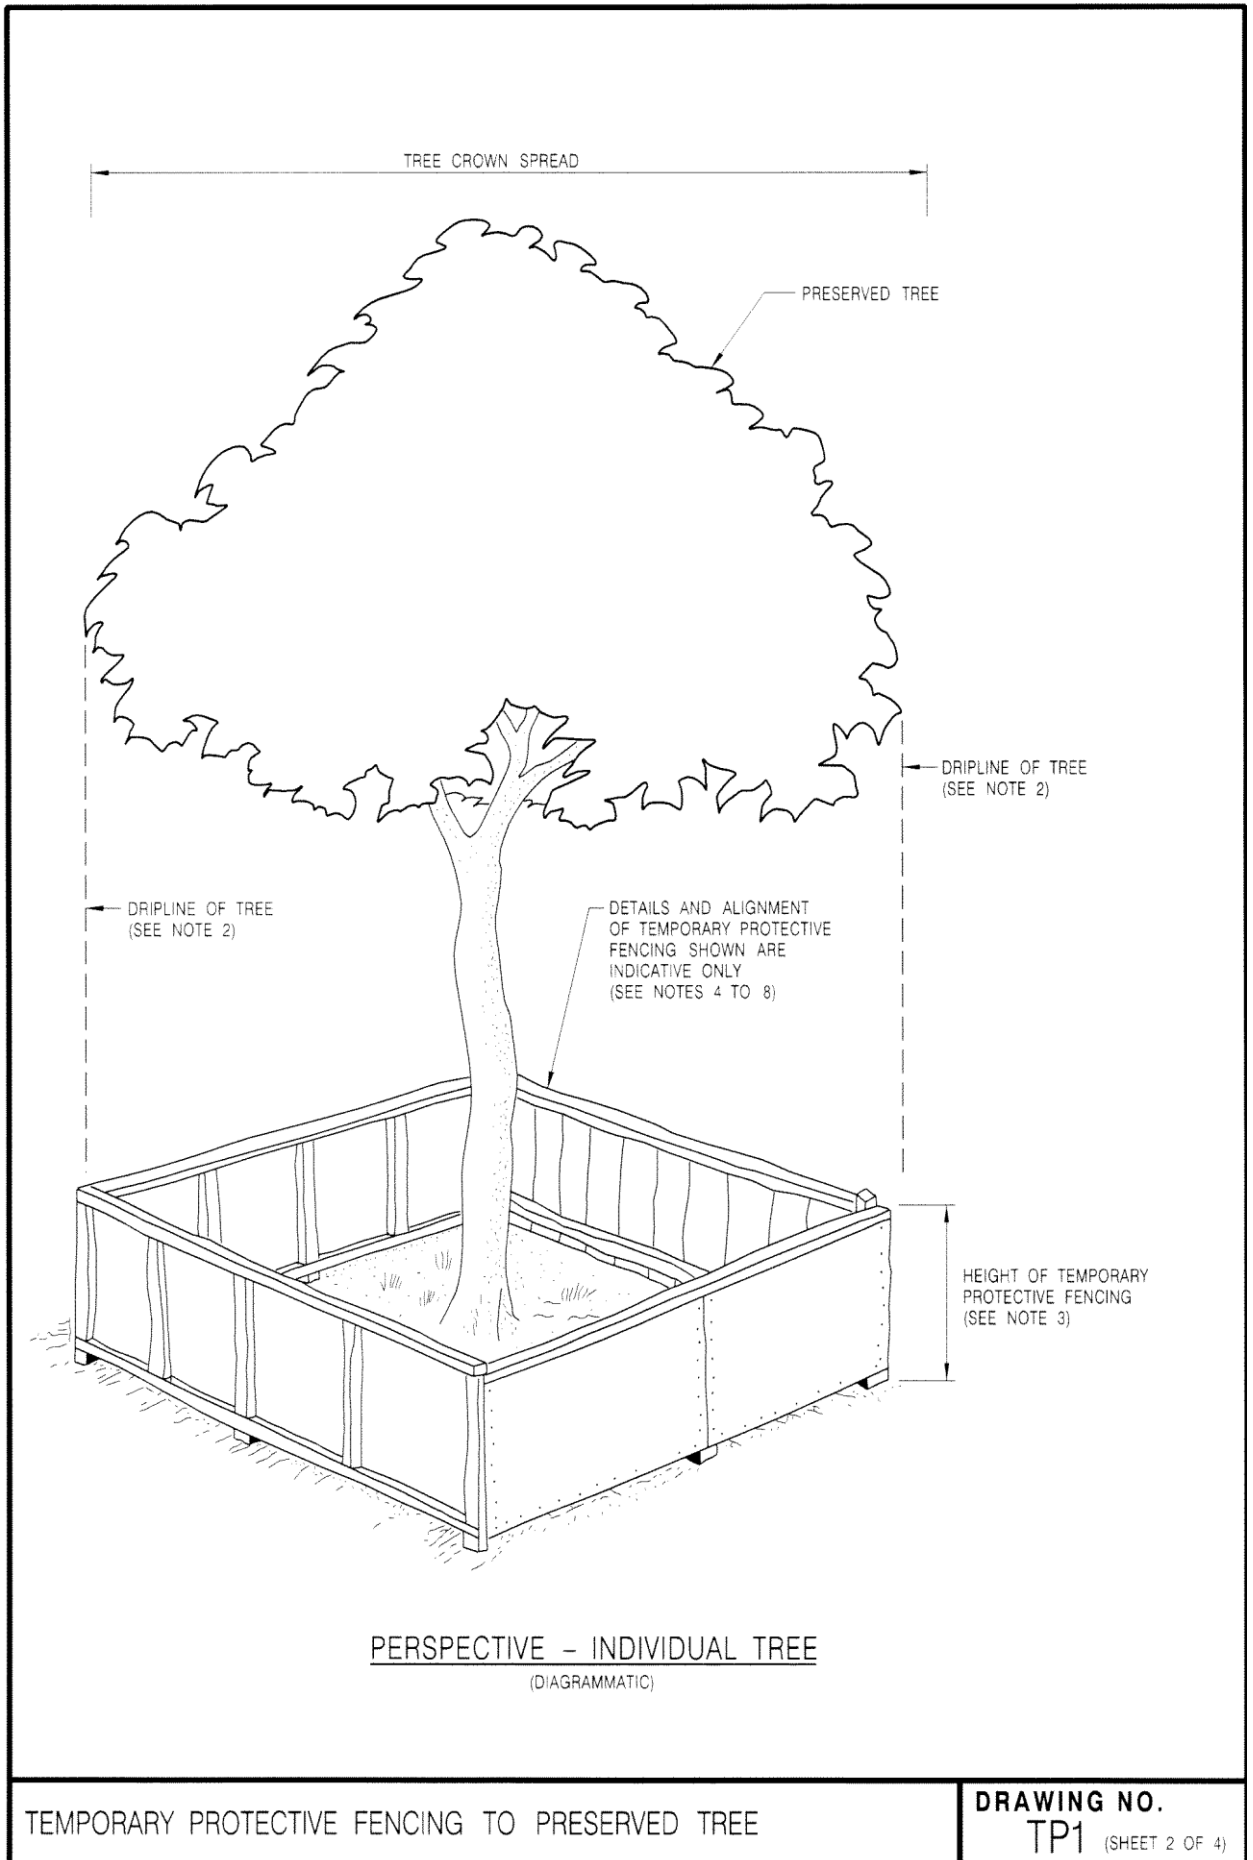 TREE CROWN SPREAD
PRESERVED TREE
DRIPLINE OF TREE
(SEE NOTE 2)
DRIPLINE OF TREE
(SEE NOTE 2)
DETAILS AND ALIGNMENT
OF TEMPORARY PROTECTIVE
FENCING SHOWN ARE
INDICATIVE ONLY
(SEE NOTES 4 TO 8)
HEIGHT OF TEMPORARY
PROTECTIVE FENCING
(SEE NOTE 3)
PERSPECTIVE – INDIVIDUAL TREE
(DIAGRAMMATIC)
TEMPORARY PROTECTIVE FENCING TO PRESERVED TREE
DRAWING NO.
TP1 (SHEET 2 OF 4)